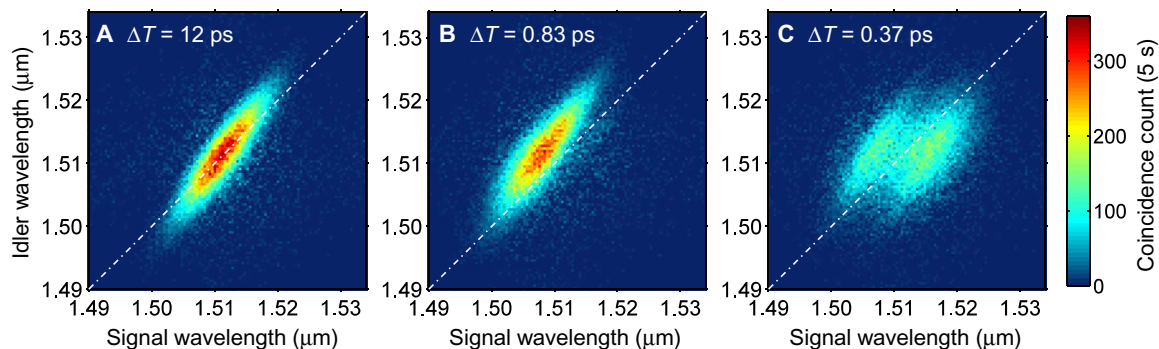 A ΔT = 12 ps
B ΔT = 0.83 ps
C ΔT = 0.37 ps
Idler wavelength (μm)
1.53
1.52
1.51
1.50
1.49
1.49 1.50 1.51 1.52 1.53
Signal wavelength (μm)
1.53
1.52
1.51
1.50
1.49
1.49 1.50 1.51 1.52 1.53
Signal wavelength (μm)
1.53
1.52
1.51
1.50
1.49
1.49 1.50 1.51 1.52 1.53
Signal wavelength (μm)
300
200
100
0
Coincidence count (5 s)